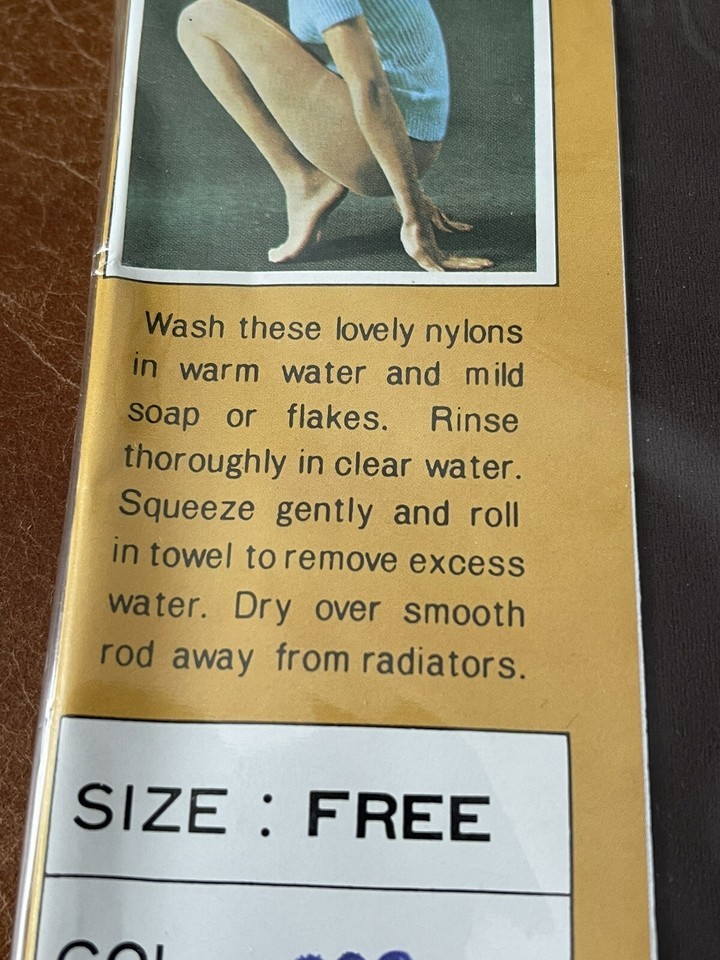 Wash these lovely nylons
in warm water and mild
soap or flakes. Rinse
thoroughly in clear water.
Squeeze gently and roll
in towel to remove excess
water. Dry over smooth
rod away from radiators.
SIZE : FREE